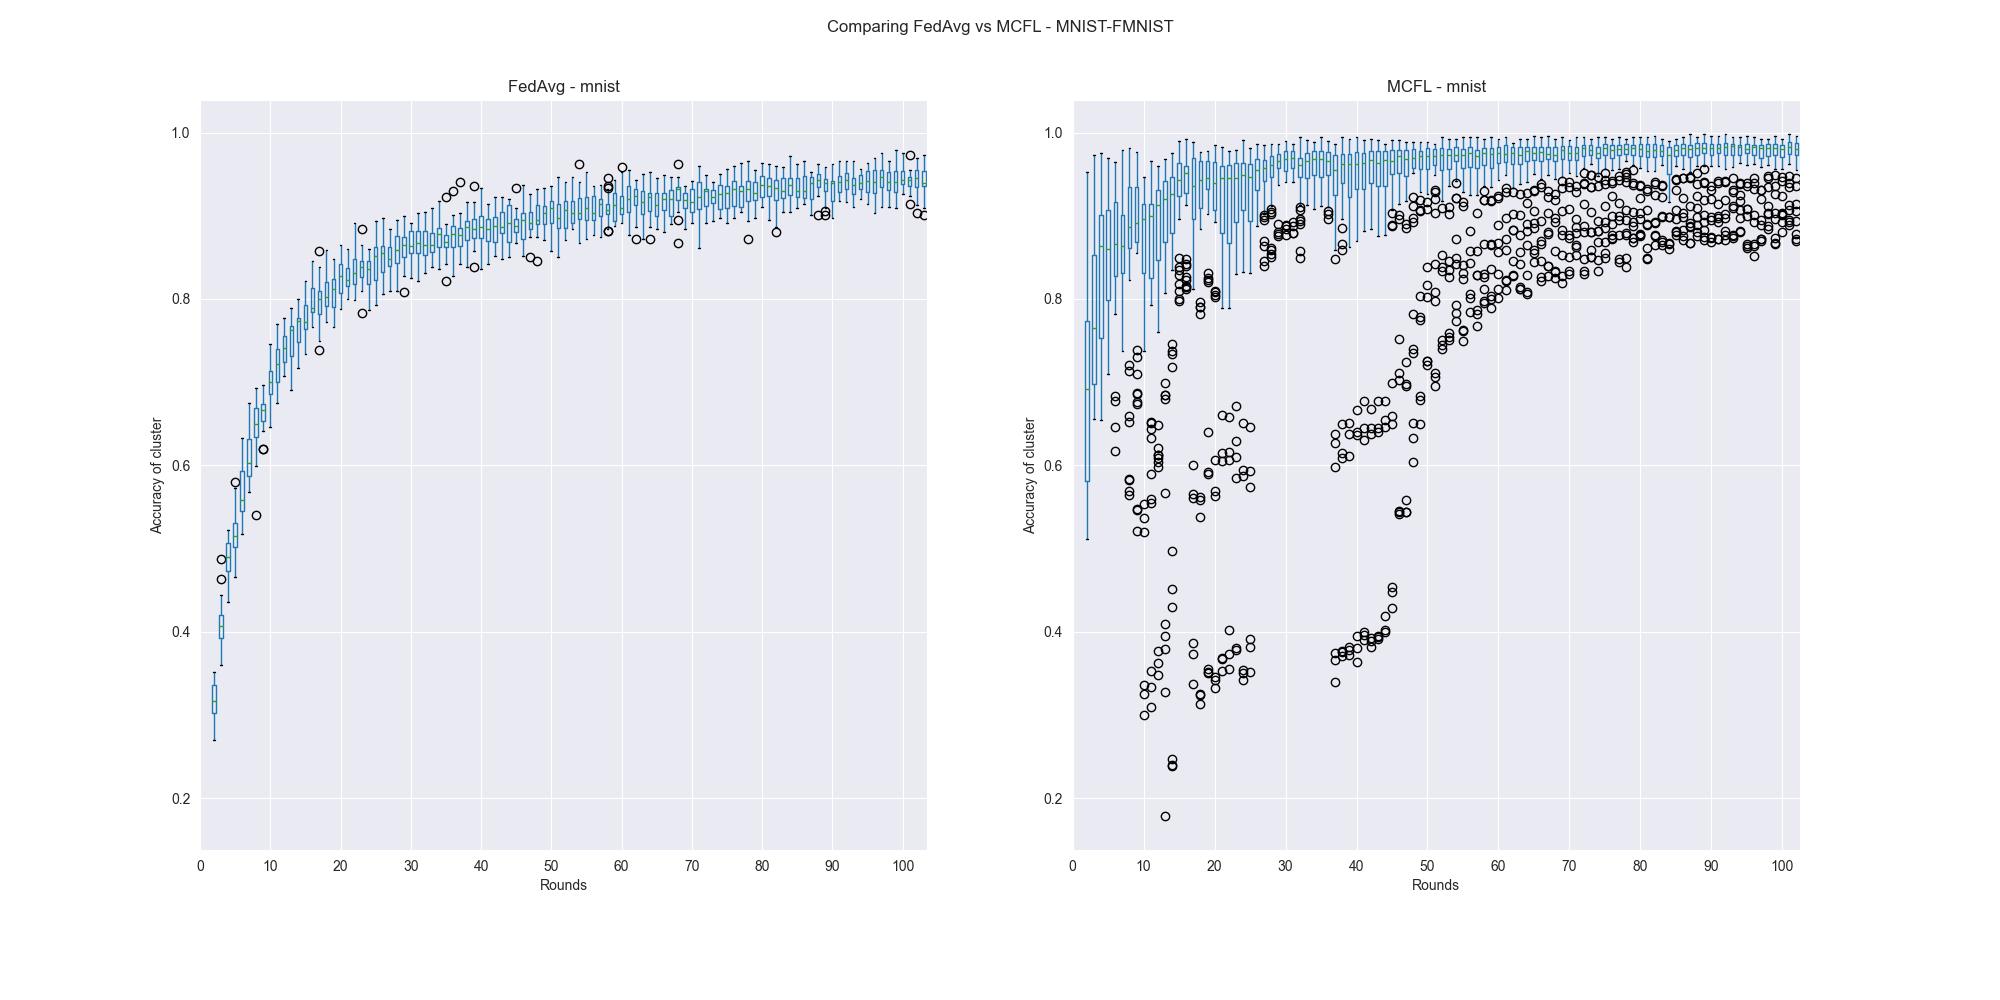 Comparing FedAvg vs MCFL - MNIST-FMNIST
FedAvg - mnist
1.0
0.8
0.6
0.4
0.2
Accuracy of cluster
0 10 20 30 40 50 60 70 80 90 100
Rounds
MCFL - mnist
1.0
0.8
0.6
0.4
0.2
Accuracy of cluster
0 10 20 30 40 50 60 70 80 90 100
Rounds